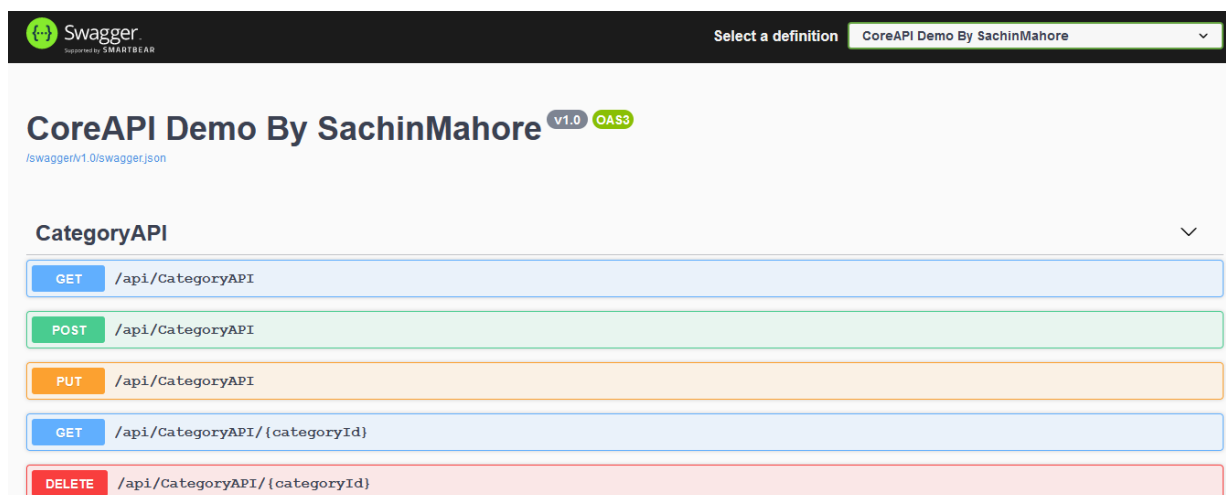 Swagger.
Supported by SMARTBEAR
Select a definition
CoreAPI Demo By SachinMahore
CoreAPI Demo By SachinMahore v1.0 OAS3
/swagger/v1.0/swagger.json
CategoryAPI
GET /api/CategoryAPI
POST /api/CategoryAPI
PUT /api/CategoryAPI
GET /api/CategoryAPI/{categoryId}
DELETE /api/CategoryAPI/{categoryId}